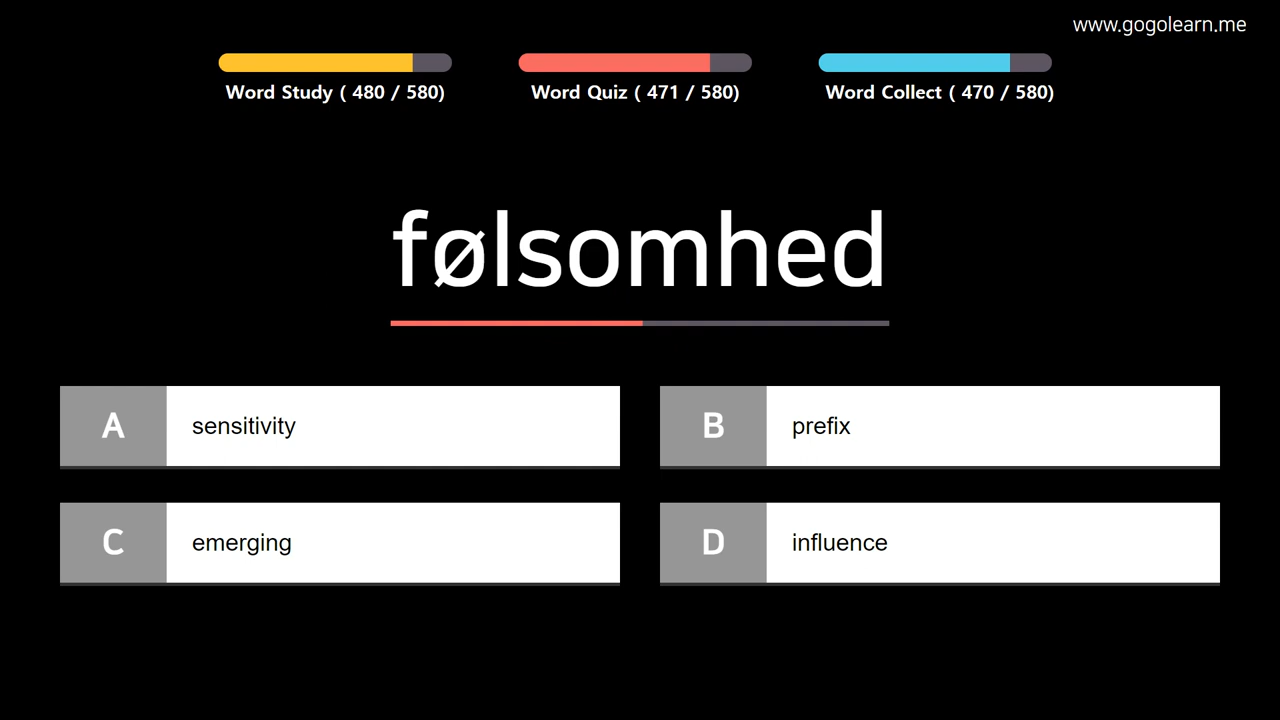 www.gogolearn.me
Word Study ( 480 / 580)
Word Quiz ( 471 / 580)
Word Collect ( 470 / 580)
følsomhed
A sensitivity
B prefix
C emerging
D influence